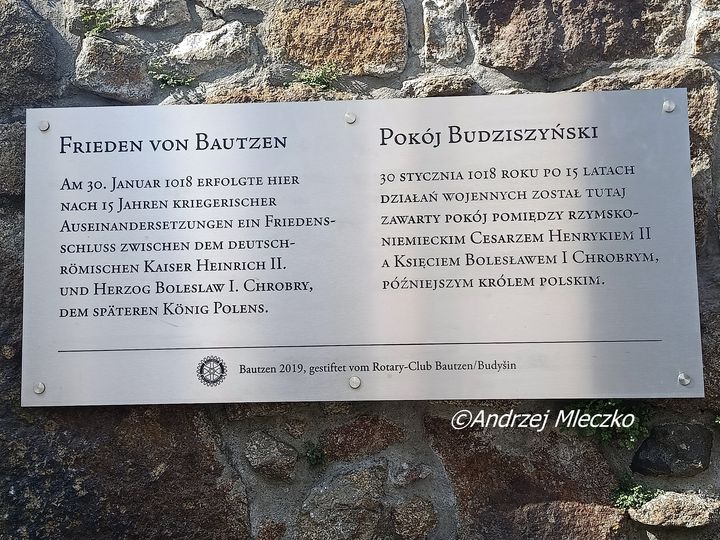 Frieden von Bautzen
Am 30. Januar 1018 erfolgte hier
nach 15 Jahren kriegerischer
Auseinandersetzungen ein Friedens-
schluss zwischen dem deutsch-
römischen Kaiser Heinrich II.
und Herzog Boleslaw I. Chrobry,
dem späteren König Polens.
Pokój Budziszyński
30 stycznia 1018 roku po 15 latach
działań wojennych został tutaj
zawarty pokój pomiędzy rzymsko-
niemieckim Cesarzem Henrykiem II
a Księciem Bolesławem I Chrobrym,
późniejszym królem polskim.
Bautzen 2019, gestiftet vom Rotary-Club Bautzen/Budyšin
©Andrzej Mleczko